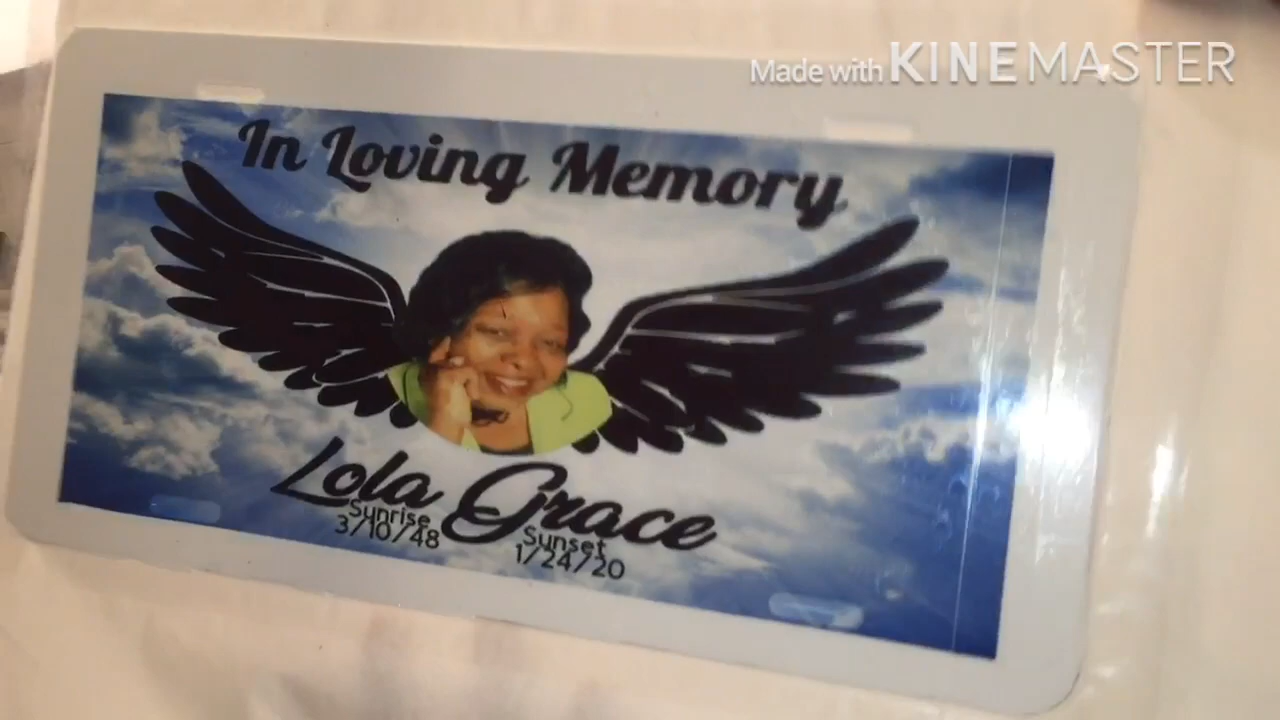 Made with KINEMASTER
In Loving Memory
Lola Grace
Sunrise
3/10/48
Sunset
1/24/20